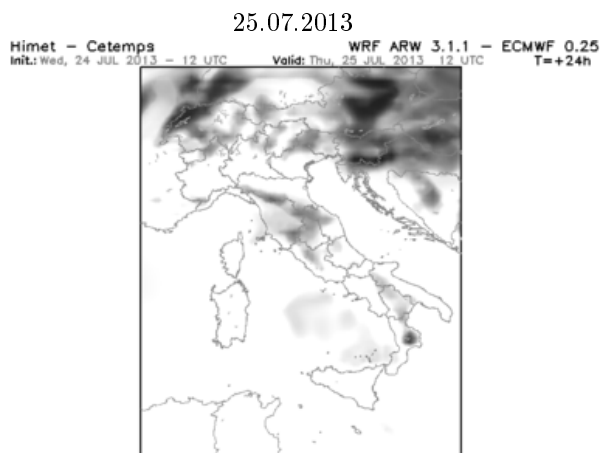 25.07.2013
Himet – Cetemps WRF ARW 3.1.1 – ECMWF 0.25
Init.: Wed, 24 JUL 2013 – 12 UTC Valid: Thu, 25 JUL 2013 12 UTC T=+24h